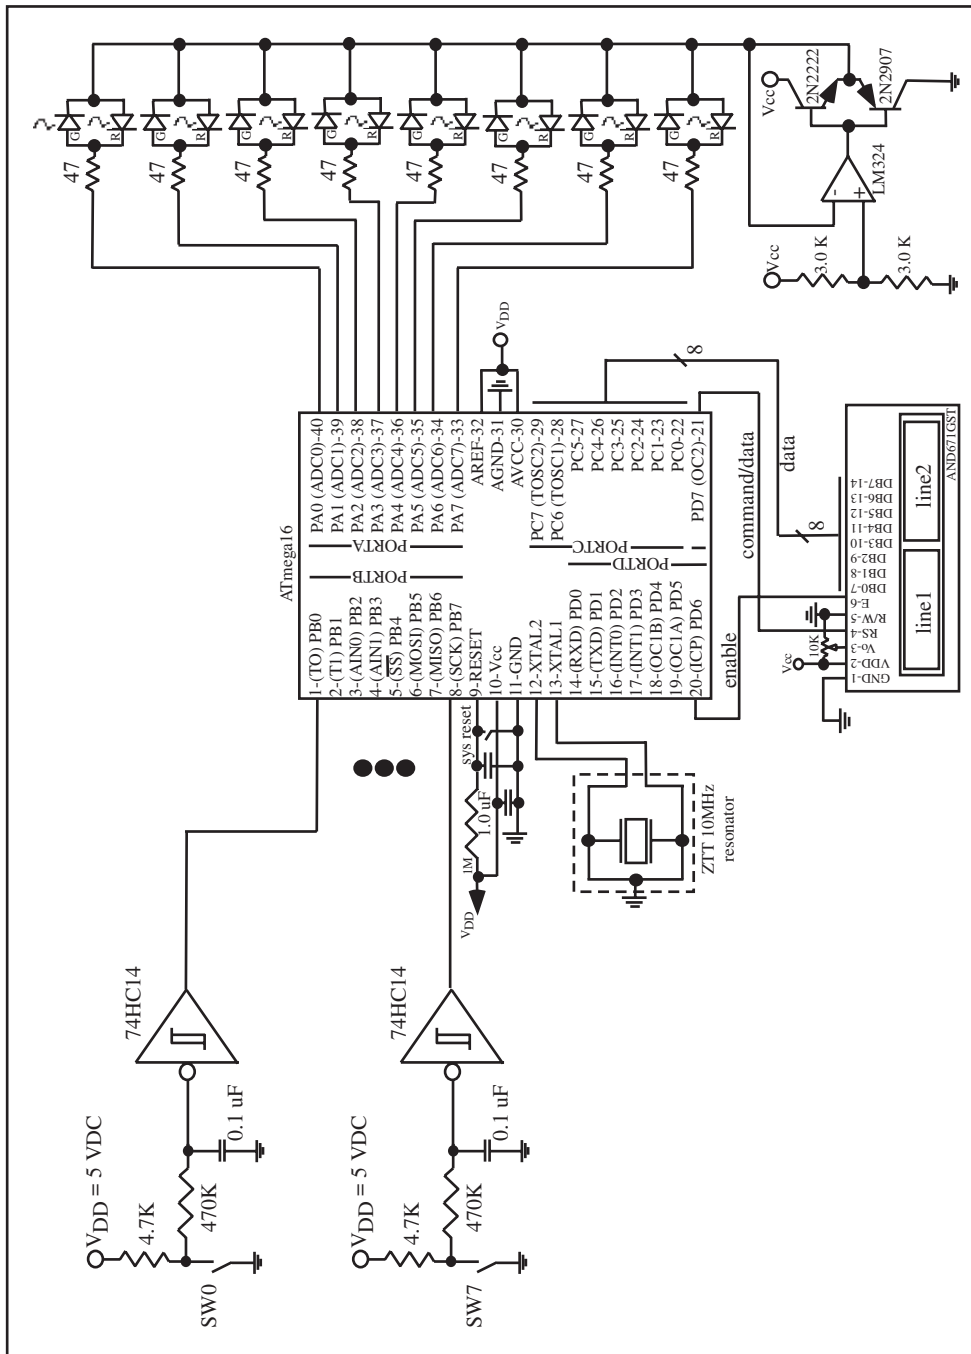 47
47
47
47
47
47
47
47
G
R
G
R
G
R
G
R
G
R
G
R
G
R
G
R
Vcc
2N2222
2N2907
LM324
-
+
Vcc
3.0 K
3.0 K
VDD
ATmega16
PORTA
PORTB
PORTC
PORTD
PA0 (ADC0)-40
PA1 (ADC1)-39
PA2 (ADC2)-38
PA3 (ADC3)-37
PA4 (ADC4)-36
PA5 (ADC5)-35
PA6 (ADC6)-34
PA7 (ADC7)-33
AREF-32
AGND-31
AVCC-30
PC7 (TOSC2)-29
PC6 (TOSC1)-28
PC5-27
PC4-26
PC3-25
PC2-24
PC1-23
PC0-22
PD7 (OC2)-21
1-(TO) PB0
2-(T1) PB1
3-(AIN0) PB2
4-(AIN1) PB3
5-(SS) PB4
6-(MOSI) PB5
7-(MISO) PB6
8-(SCK) PB7
9-RESET
10-Vcc
11-GND
12-XTAL2
13-XTAL1
14-(RXD) PD0
15-(TXD) PD1
16-(INT0) PD2
17-(INT1) PD3
18-(OC1B) PD4
19-(OC1A) PD5
20-(ICP) PD6
8
data
8
command/data
enable
AND671GST
line1
line2
GND-1
VDD-2
Vo-3
RS-4
R/W-5
E-6
DB0-7
DB1-8
DB2-9
DB3-10
DB4-11
DB5-12
DB6-13
DB7-14
Vcc
10K
sys reset
1.0 uF
1M
VDD
ZTT 10MHz
resonator
74HC14
0.1 uF
VDD = 5 VDC
4.7K
470K
SW0
74HC14
0.1 uF
VDD = 5 VDC
4.7K
470K
SW7